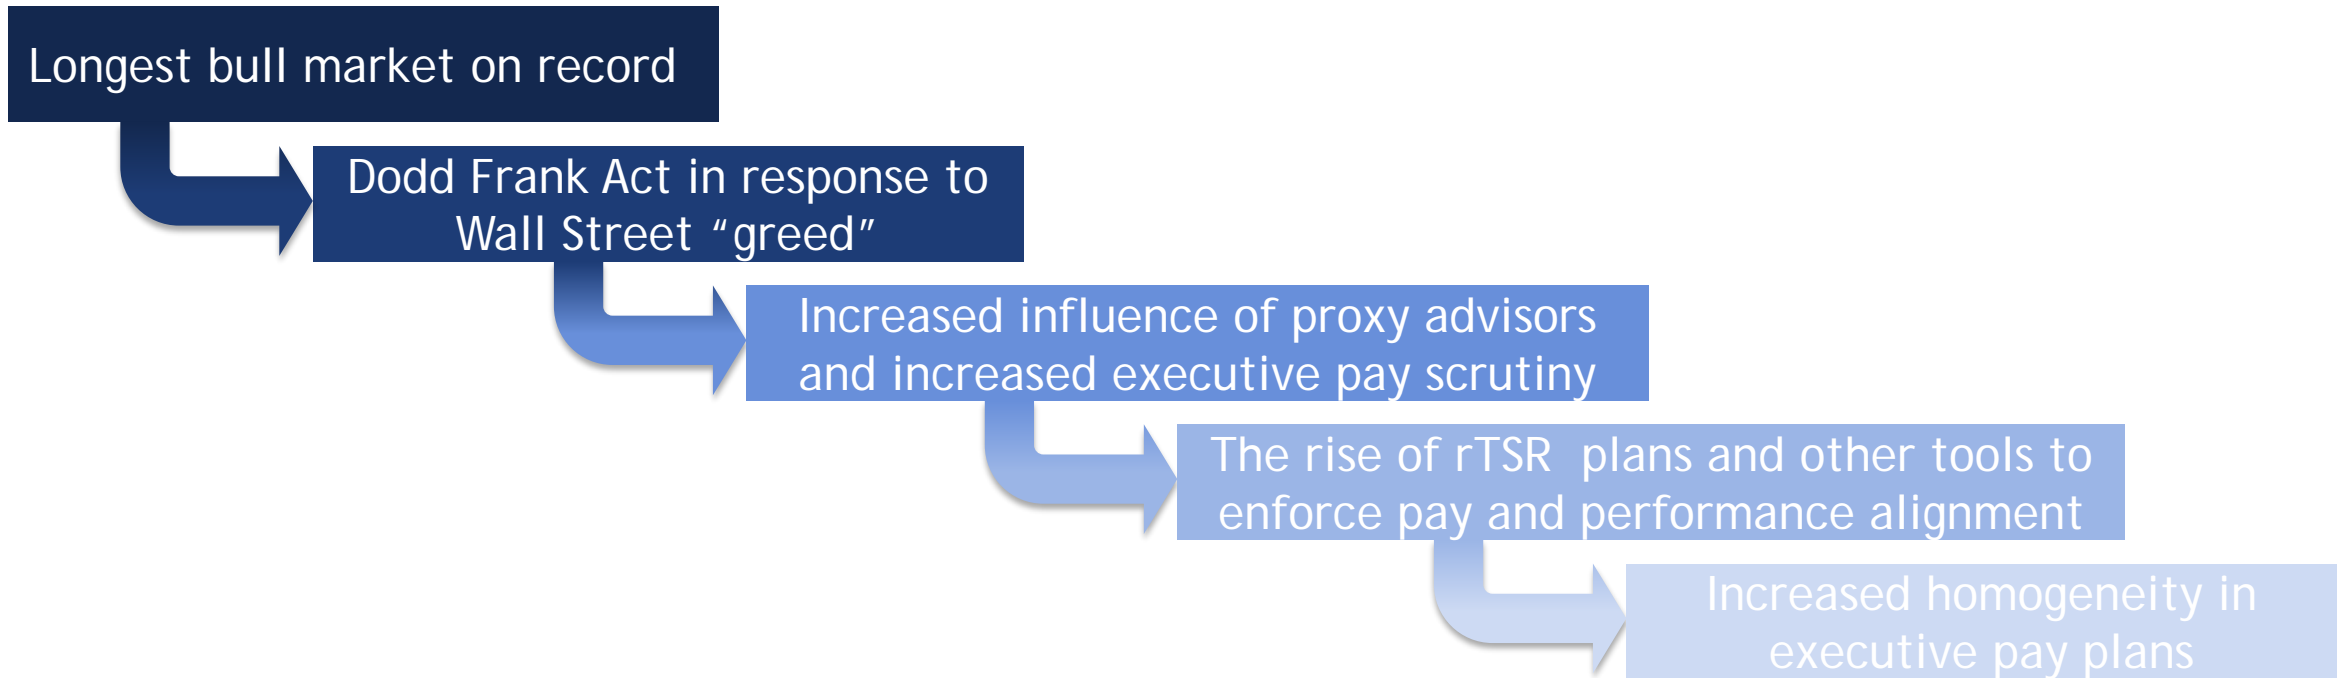 Longest bull market on record
Dodd Frank Act in response to
Wall Street “greed”
Increased influence of proxy advisors
and increased executive pay scrutiny
The rise of rTSR  plans and other tools to
enforce pay and performance alignment
Increased homogeneity in
executive pay plans